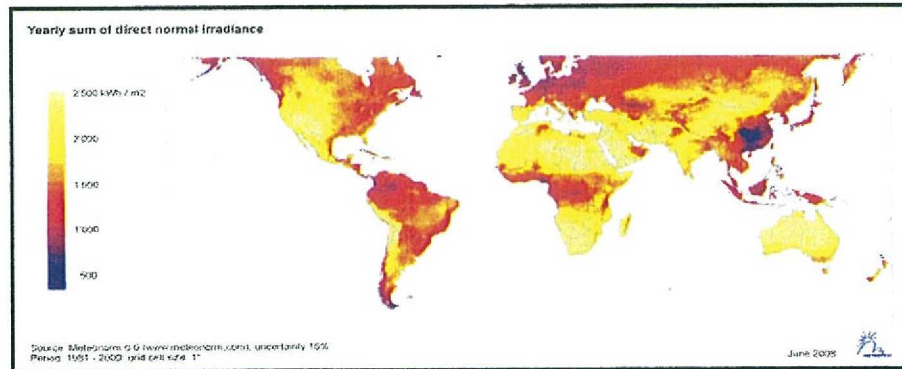 Yearly sum of direct normal irradiance
2'500 kWh / m2
2'000
1'500
1'000
500
Source: Meteonorm 6.0 (www.meteonorm.com), uncertainty 15%
Period: 1981 - 2000, grid cell size: 1°
June 2008